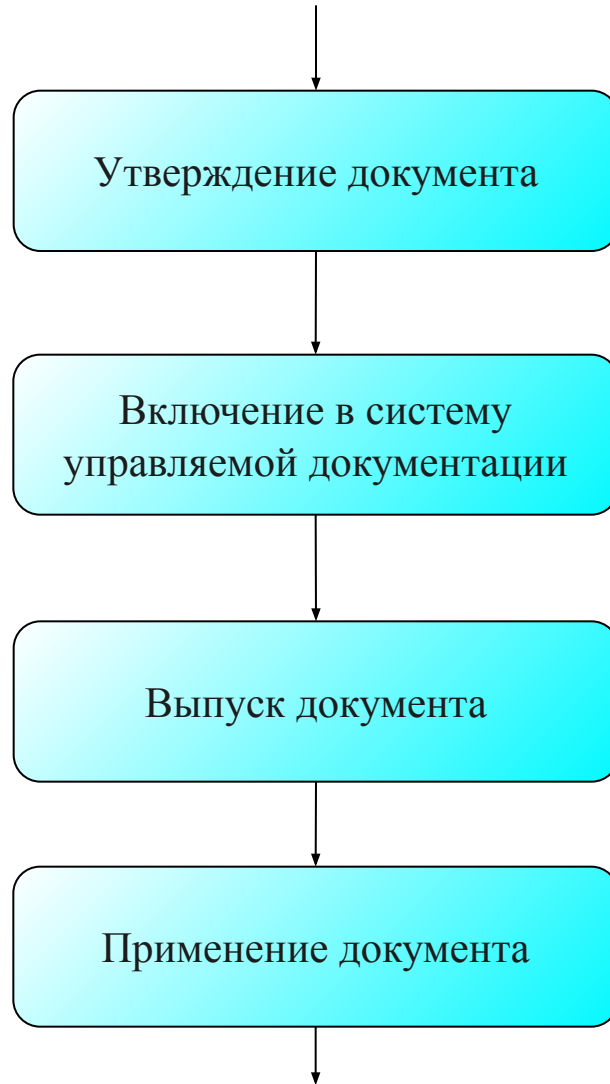 Утверждение документа
Включение в систему
управляемой документации
Выпуск документа
Применение документа